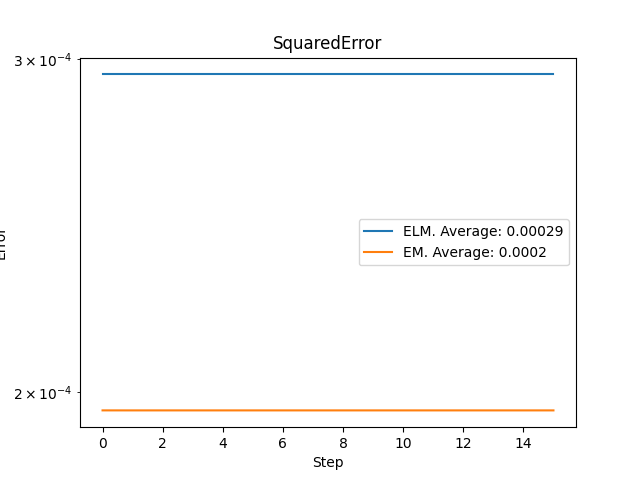 SquaredError
3 × 10⁻⁴
2 × 10⁻⁴
Error
ELM. Average: 0.00029
EM. Average: 0.0002
0 2 4 6 8 10 12 14
Step